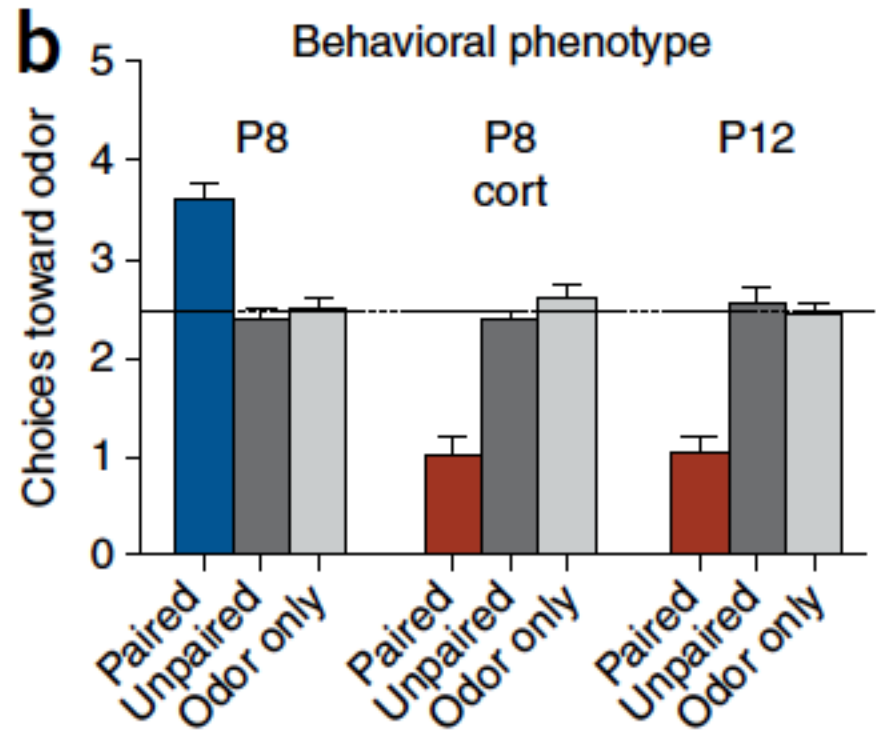 b
Behavioral phenotype
Choices toward odor
5
4
3
2
1
0
P8
P8
cort
P12
Paired
Unpaired
Odor only
Paired
Unpaired
Odor only
Paired
Unpaired
Odor only